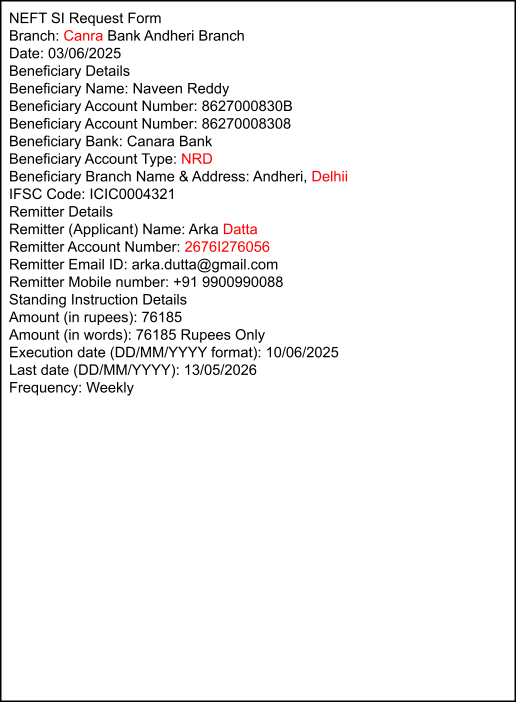 NEFT SI Request Form
Branch: Canra Bank Andheri Branch
Date: 03/06/2025
Beneficiary Details
Beneficiary Name: Naveen Reddy
Beneficiary Account Number: 8627000830B
Beneficiary Account Number: 86270008308
Beneficiary Bank: Canara Bank
Beneficiary Account Type: NRD
Beneficiary Branch Name & Address: Andheri, Delhii
IFSC Code: ICIC0004321
Remitter Details
Remitter (Applicant) Name: Arka Datta
Remitter Account Number: 2676I276056
Remitter Email ID: arka.dutta@gmail.com
Remitter Mobile number: +91 9900990088
Standing Instruction Details
Amount (in rupees): 76185
Amount (in words): 76185 Rupees Only
Execution date (DD/MM/YYYY format): 10/06/2025
Last date (DD/MM/YYYY): 13/05/2026
Frequency: Weekly